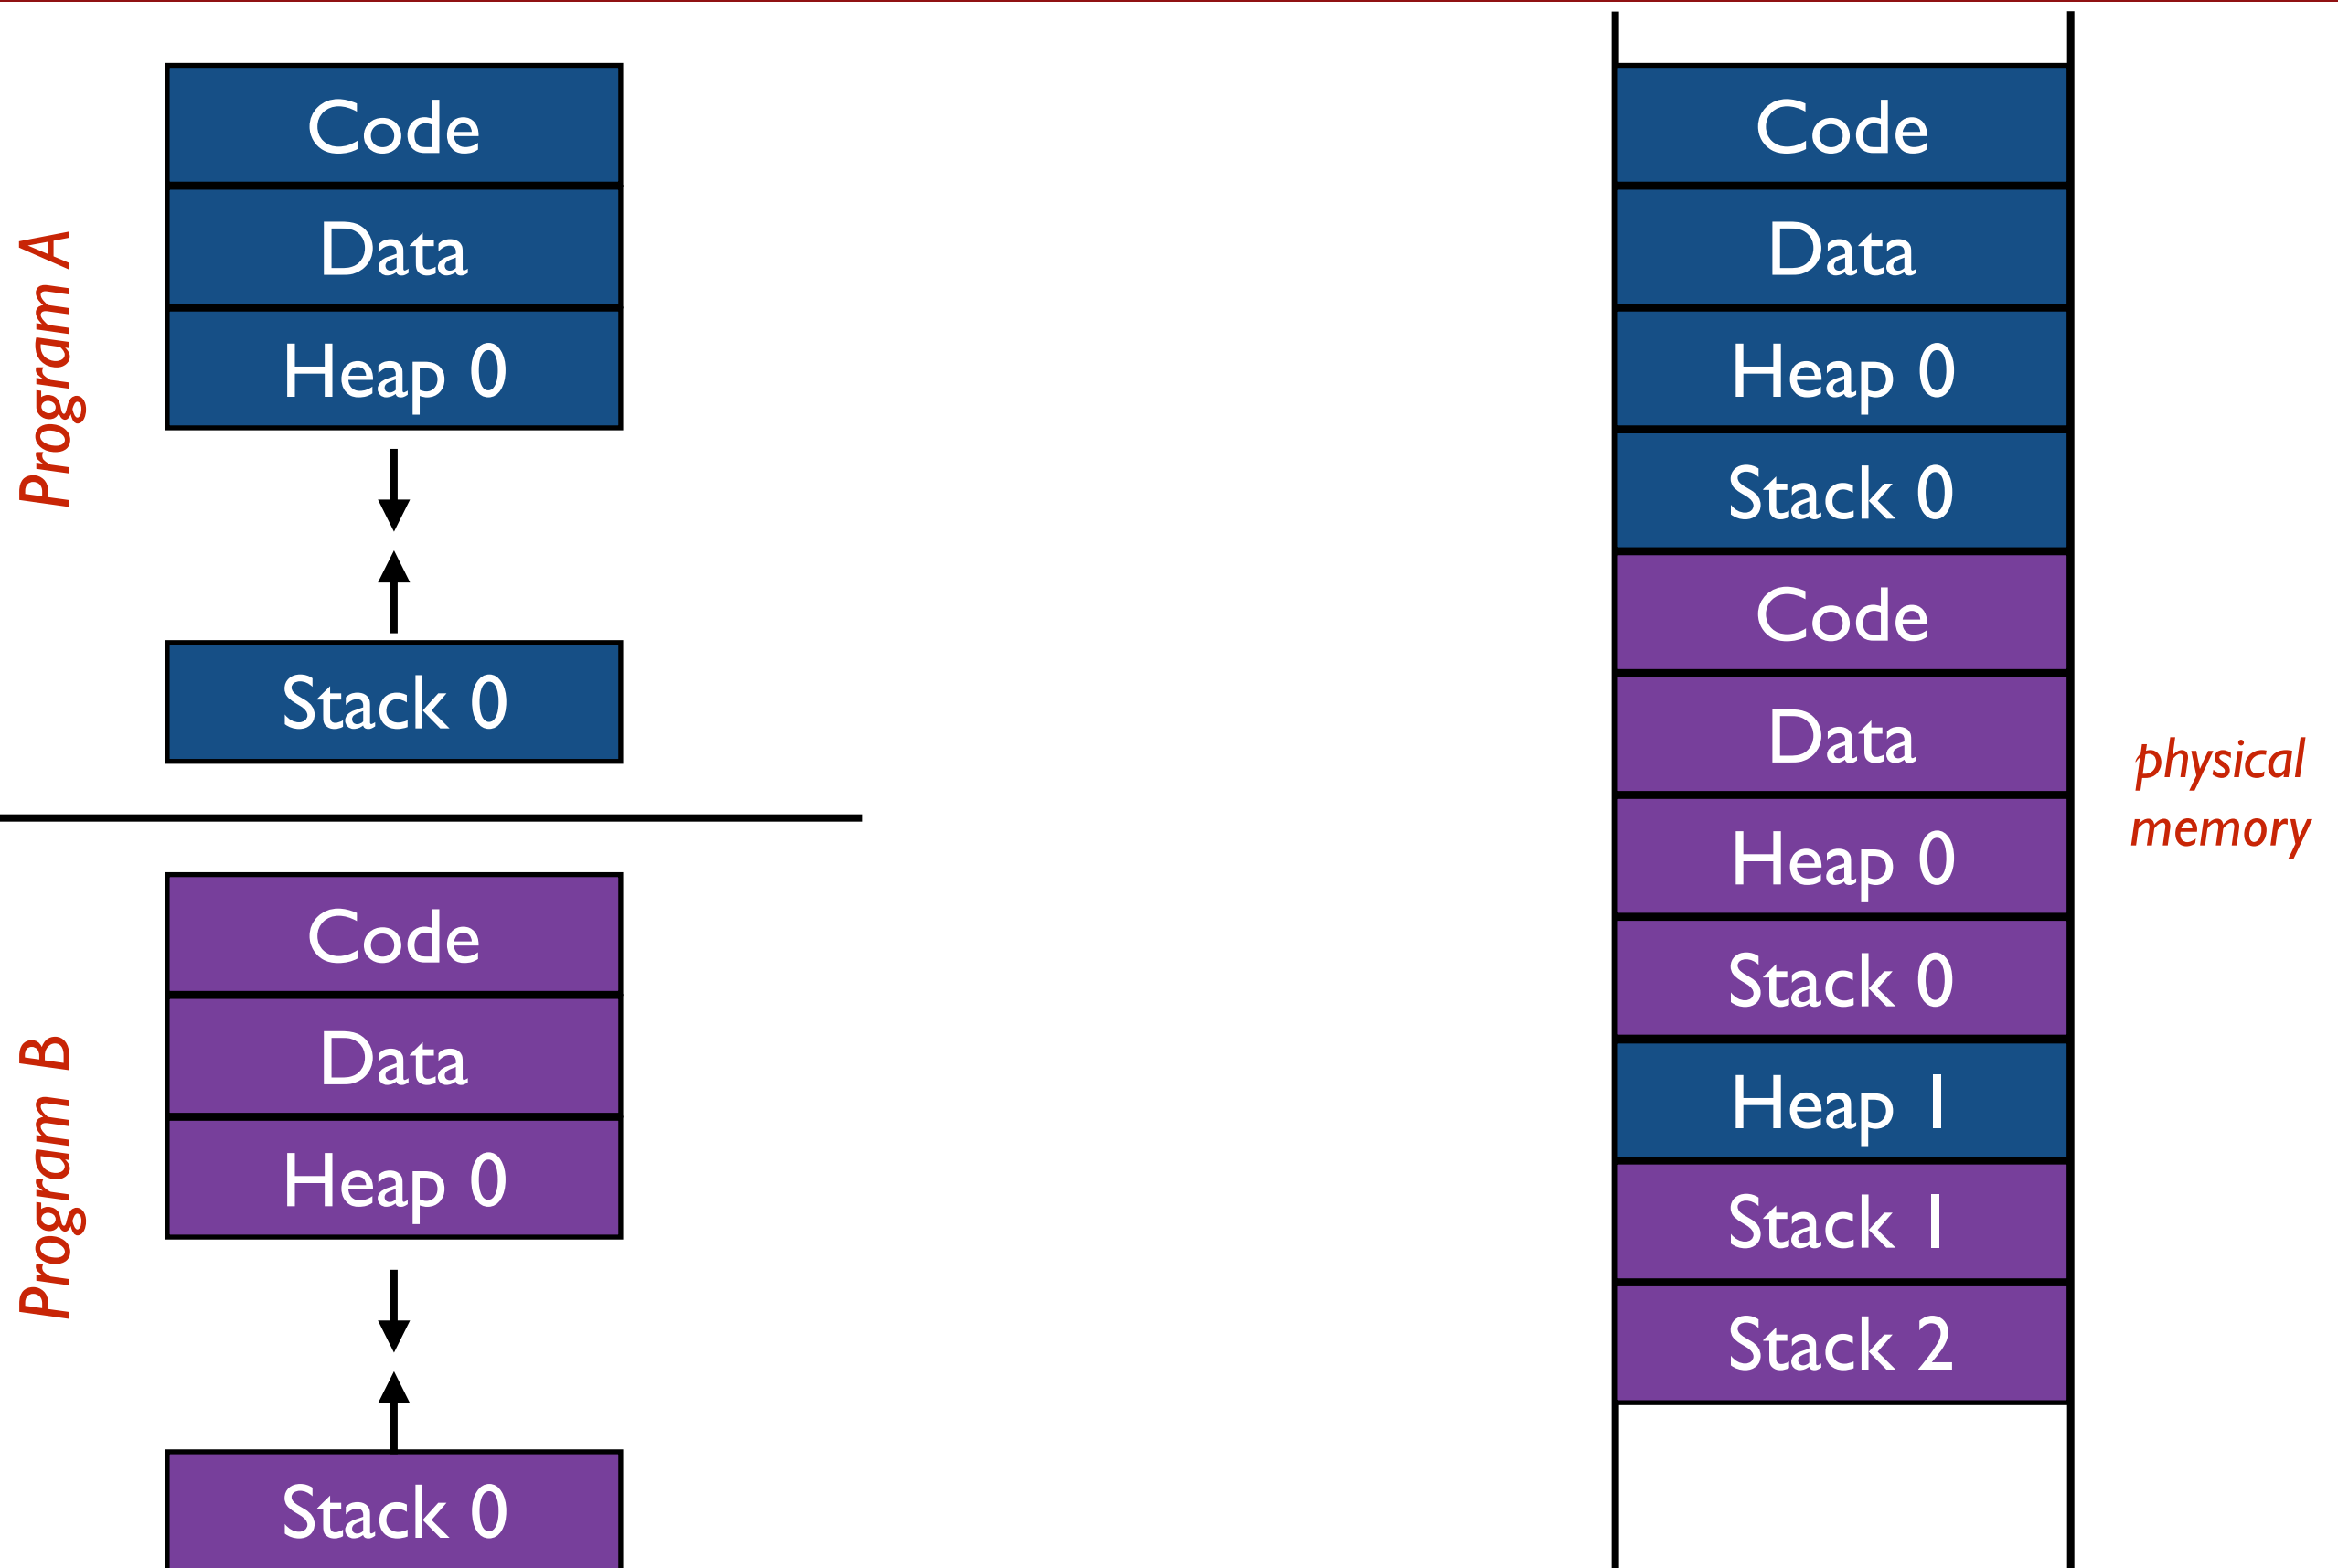 Program A
Code
Data
Heap 0
Stack 0
Program B
Code
Data
Heap 0
Stack 0
Code
Data
Heap 0
Stack 0
Code
Data
Heap 0
Stack 0
Heap 1
Stack 1
Stack 2
physical
memory